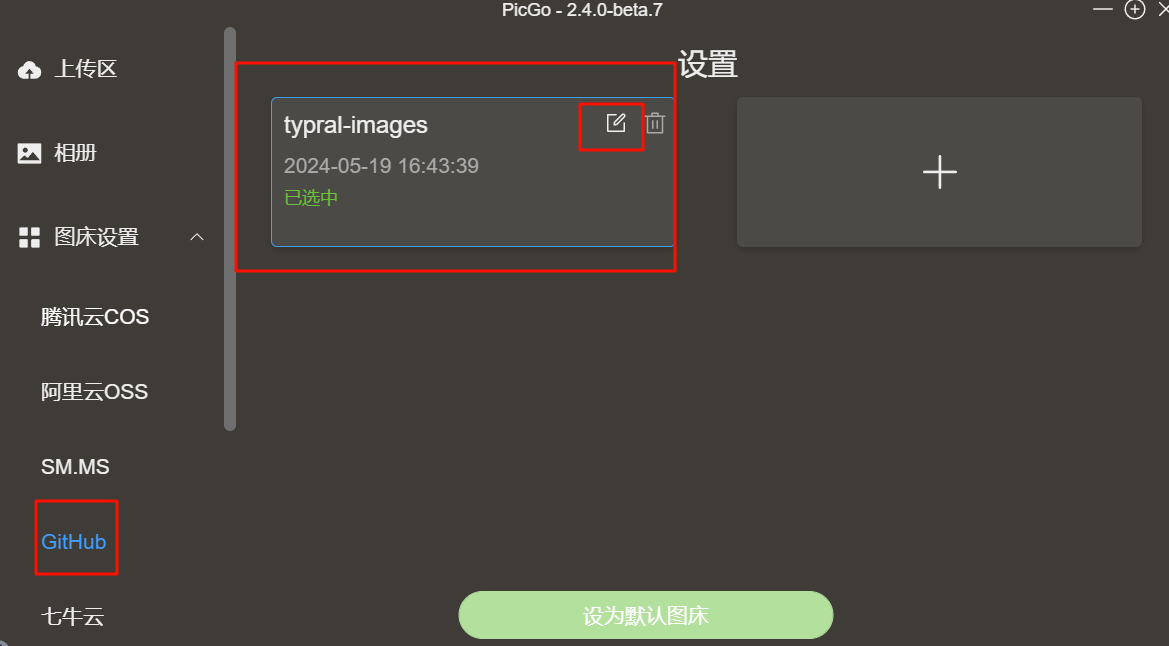 PicGo - 2.4.0-beta.7
上传区
相册
图床设置
腾讯云COS
阿里云OSS
SM.MS
GitHub
七牛云
设置
typral-images
2024-05-19 16:43:39
已选中
设为默认图床